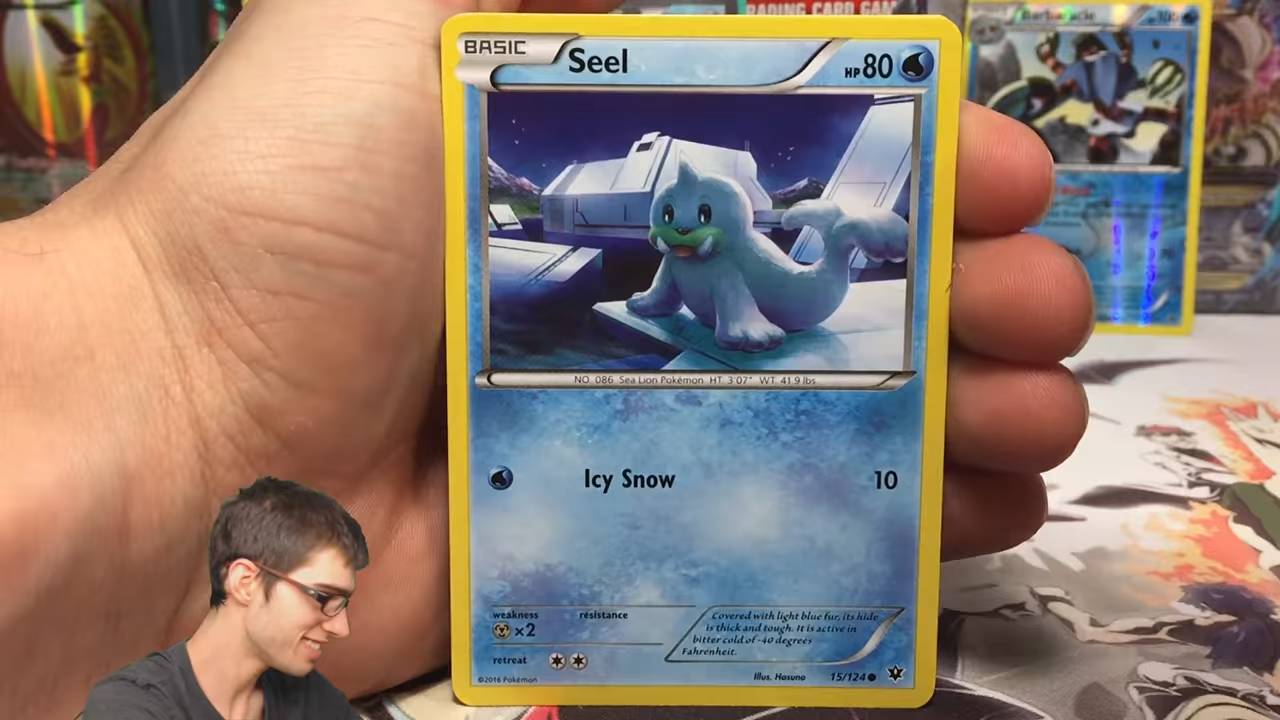 RADING CARD GAM
BASIC
Seel
HP80
Barbaracle
NO. 086 Sea Lion Pokémon HT: 3'07" WT: 41.9 lbs
Icy Snow
10
weakness
resistance
×2
Covered with light blue fur, its hide
is thick and tough. It is active in
bitter cold of -40 degrees
Fahrenheit.
retreat
©2016 Pokémon
Illus. Hasuno
15/124